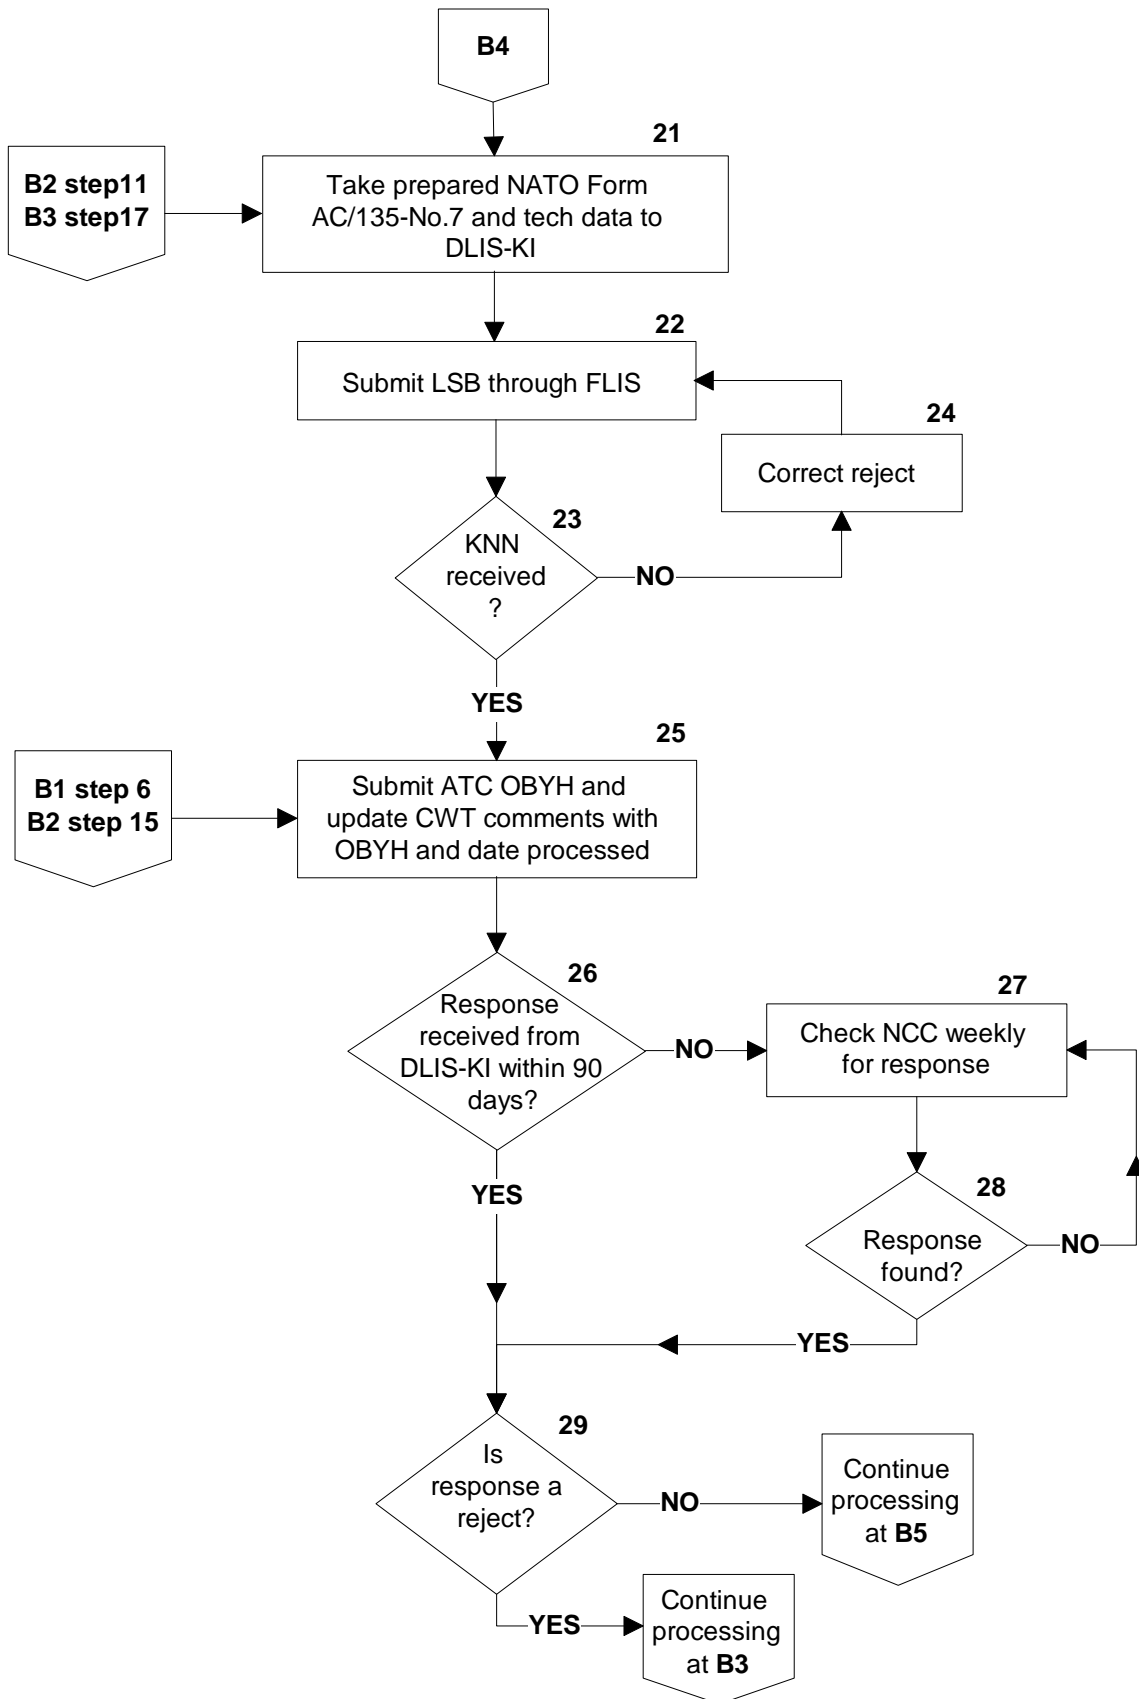 B4
21
B2 step11
B3 step17
Take prepared NATO Form
AC/135-No.7 and tech data to
DLIS-KI
22
Submit LSB through FLIS
24
Correct reject
23
KNN
received
?
NO
YES
25
B1 step 6
B2 step 15
Submit ATC OBYH and
update CWT comments with
OBYH and date processed
26
Response
received from
DLIS-KI within 90
days?
NO
27
Check NCC weekly
for response
YES
28
Response
found?
NO
YES
29
Is
response a
reject?
NO
Continue
processing
at B5
YES
Continue
processing
at B3